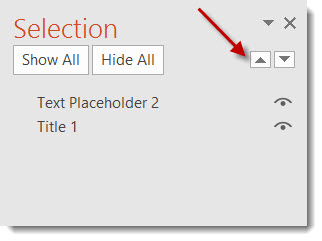 Selection
Show All Hide All
Text Placeholder 2
Title 1